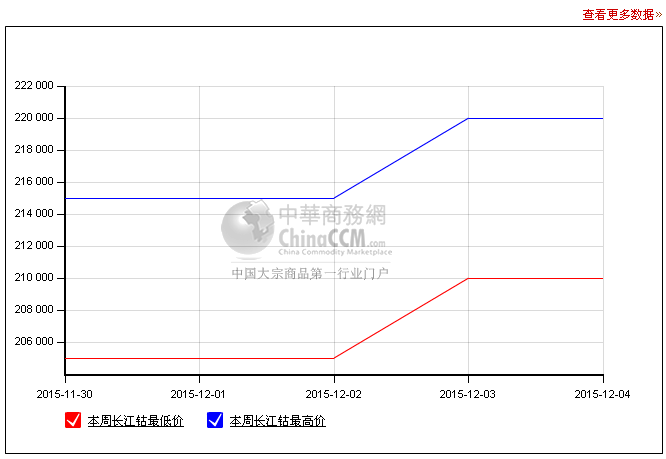 查看更多数据»
222 000
220 000
218 000
216 000
214 000
212 000
210 000
208 000
206 000
中華商務網
ChinaCCM.com
China Commodity Marketplace
中国大宗商品第一行业门户
2015-11-30 2015-12-01 2015-12-02 2015-12-03 2015-12-04
本周长江钴最低价 本周长江钴最高价